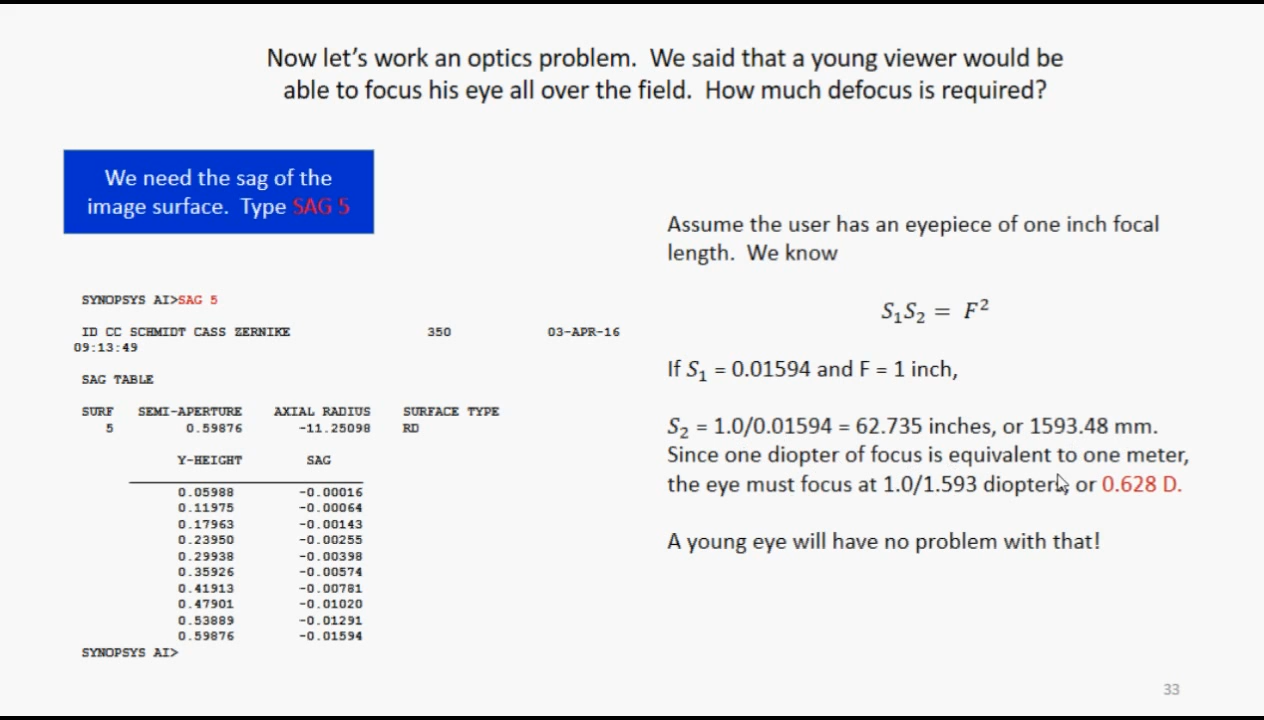 Now let's work an optics problem. We said that a young viewer would be
able to focus his eye all over the field. How much defocus is required?
We need the sag of the
image surface. Type SAG 5
SYNOPSYS AI>SAG 5
ID CC SCHMIDT CASS ZERNIKE 350 03-APR-16
09:13:49
SAG TABLE
SURF SEMI-APERTURE AXIAL RADIUS SURFACE TYPE
5 0.59876 -11.25098 RD
Y-HEIGHT SAG
0.05988 -0.00016
0.11975 -0.00064
0.17963 -0.00143
0.23950 -0.00255
0.29938 -0.00398
0.35926 -0.00574
0.41913 -0.00781
0.47901 -0.01020
0.53889 -0.01291
0.59876 -0.01594
SYNOPSYS AI>
Assume the user has an eyepiece of one inch focal
length. We know
S₁S₂ = F²
If S₁ = 0.01594 and F = 1 inch,
S₂ = 1.0/0.01594 = 62.735 inches, or 1593.48 mm.
Since one diopter of focus is equivalent to one meter,
the eye must focus at 1.0/1.593 diopters, or 0.628 D.
A young eye will have no problem with that!
33